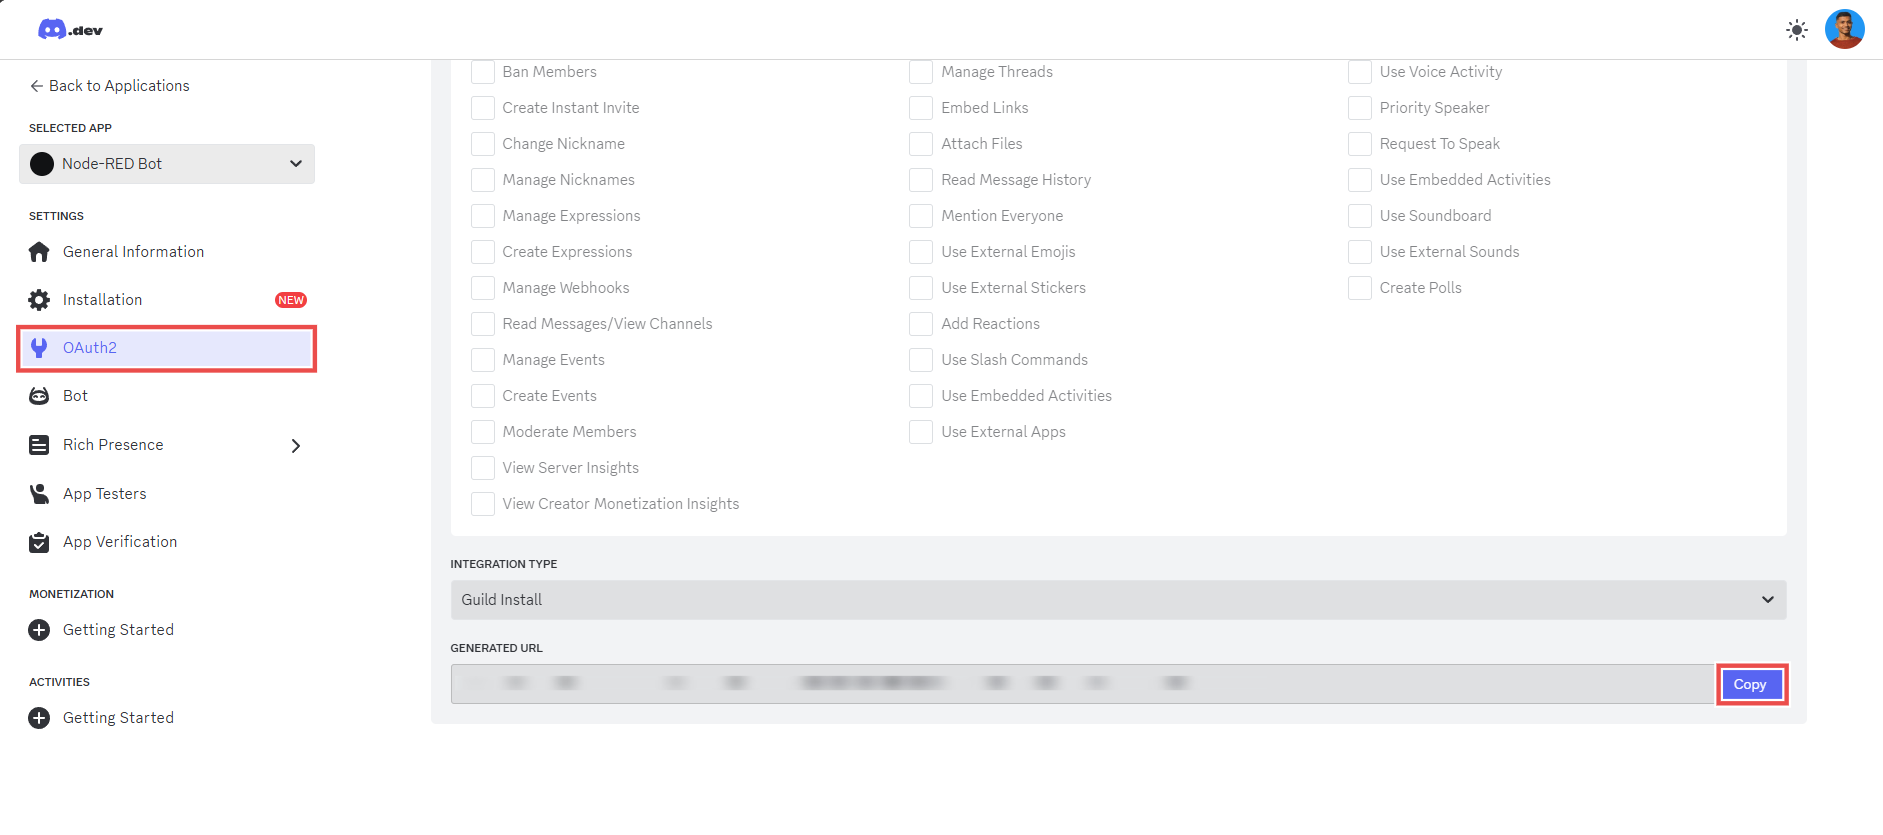 .dev
Back to Applications
SELECTED APP
Node-RED Bot
SETTINGS
General Information
Installation NEW
OAuth2
Bot
Rich Presence
App Testers
App Verification
MONETIZATION
Getting Started
ACTIVITIES
Getting Started
Ban Members
Create Instant Invite
Change Nickname
Manage Nicknames
Manage Expressions
Create Expressions
Manage Webhooks
Read Messages/View Channels
Manage Events
Create Events
Moderate Members
View Server Insights
View Creator Monetization Insights
Manage Threads
Embed Links
Attach Files
Read Message History
Mention Everyone
Use External Emojis
Use External Stickers
Add Reactions
Use Slash Commands
Use Embedded Activities
Use External Apps
Use Voice Activity
Priority Speaker
Request To Speak
Use Embedded Activities
Use Soundboard
Use External Sounds
Create Polls
INTEGRATION TYPE
Guild Install
GENERATED URL
Copy